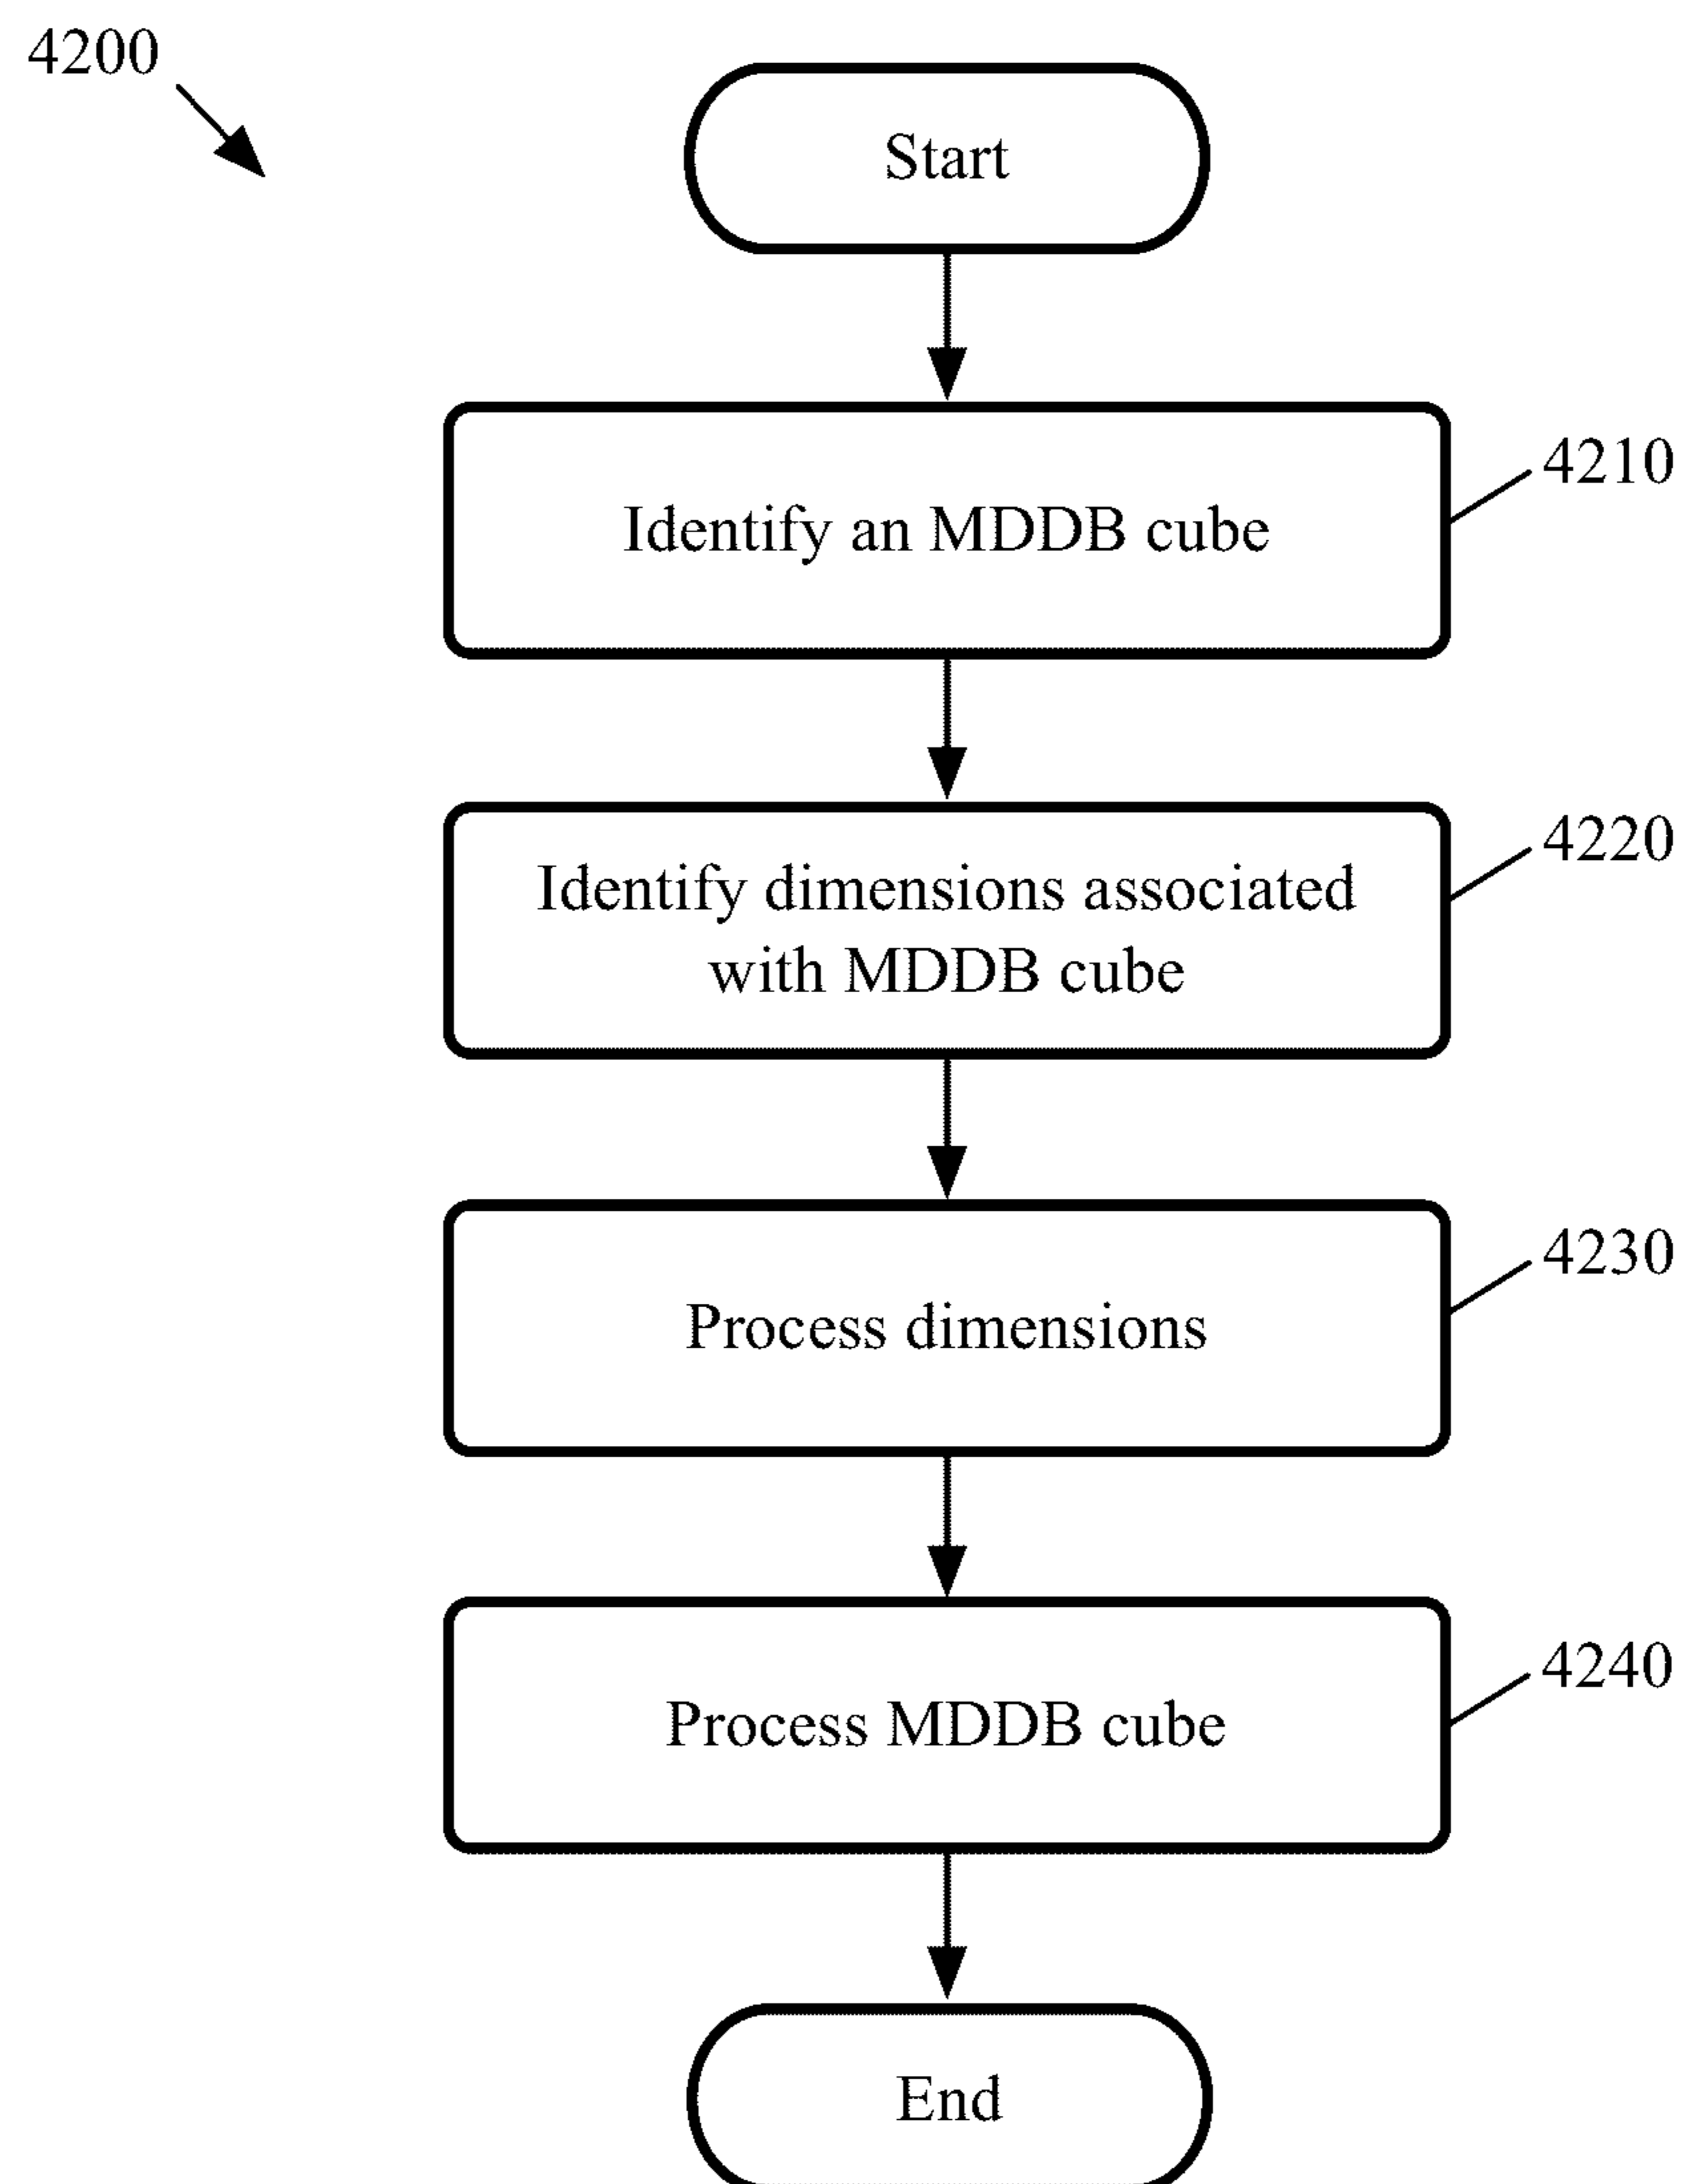 4200
Start
Identify an MDDB cube
4210
Identify dimensions associated
with MDDB cube
4220
Process dimensions
4230
Process MDDB cube
4240
End